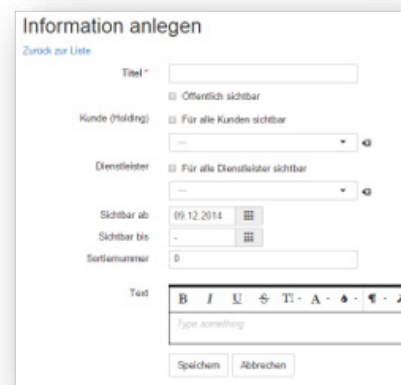 Information anlegen
Zurück zur Liste
Titel *
Öffentlich sichtbar
Kunde (Holding) Für alle Kunden sichtbar
---
Dienstleister Für alle Dienstleister sichtbar
---
Sichtbar ab 09.12.2014
Sichtbar bis -
Sortiernummer 0
Text B I U S T A ¶
Type something
Speichern Abbrechen